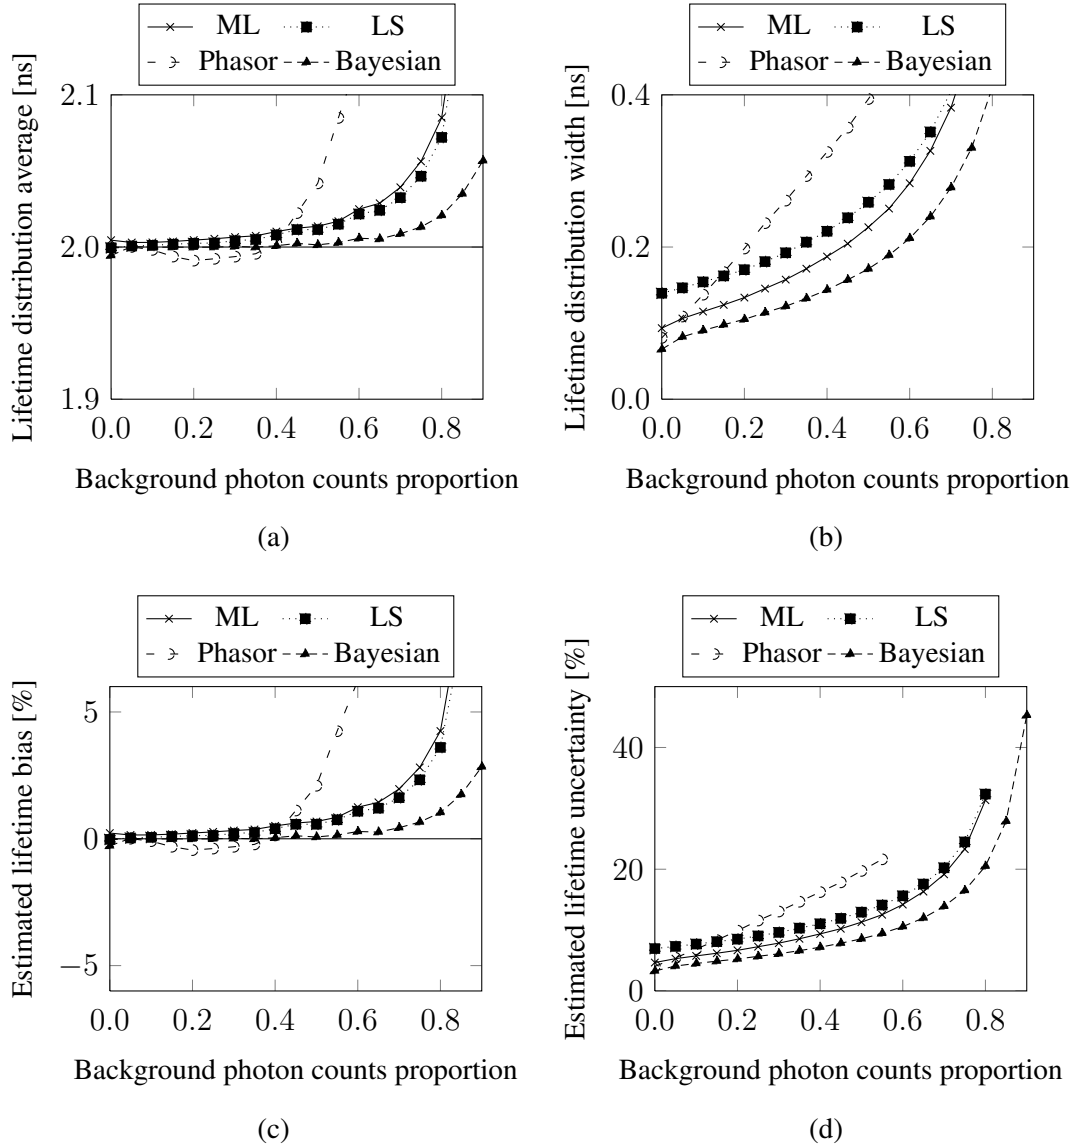 ML LS
Phasor Bayesian
Lifetime distribution average [ns]
2.1
2.0
1.9
0.0 0.2 0.4 0.6 0.8
Background photon counts proportion
(a)
ML LS
Phasor Bayesian
Lifetime distribution width [ns]
0.4
0.2
0.0
0.0 0.2 0.4 0.6 0.8
Background photon counts proportion
(b)
ML LS
Phasor Bayesian
Estimated lifetime bias [%]
5
0
−5
0.0 0.2 0.4 0.6 0.8
Background photon counts proportion
(c)
ML LS
Phasor Bayesian
Estimated lifetime uncertainty [%]
40
20
0
0.0 0.2 0.4 0.6 0.8
Background photon counts proportion
(d)